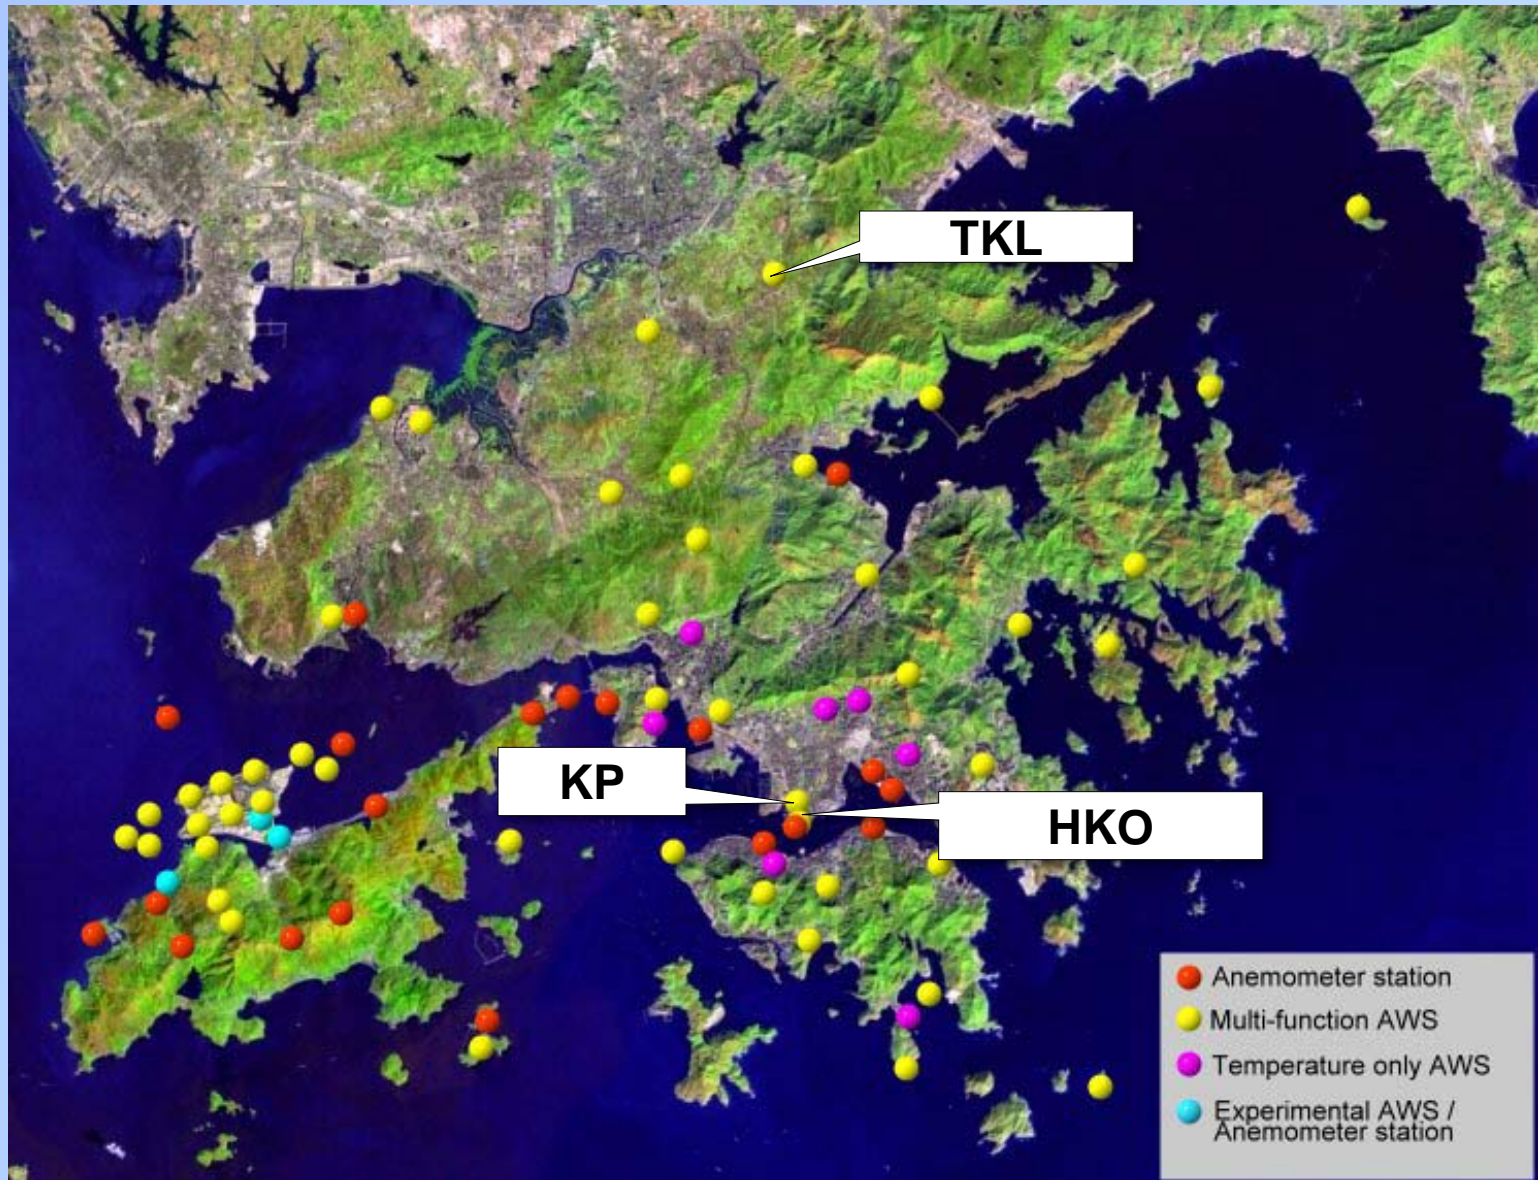 TKL
KP
HKO
Anemometer station
Multi-function AWS
Temperature only AWS
Experimental AWS /
Anemometer station